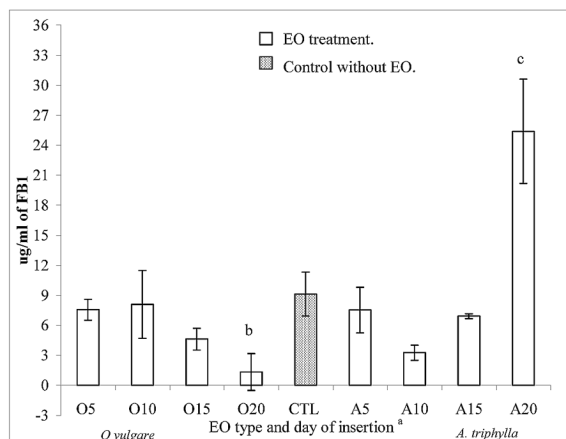 36
33
30
27
24
21
18
15
12
9
6
3
0
-3
ug/ml of FB1
EO treatment.
Control without EO.
b
c
O5 O10 O15 O20 CTL A5 A10 A15 A20
O vulgare
EO type and day of insertion a
A. triphylla